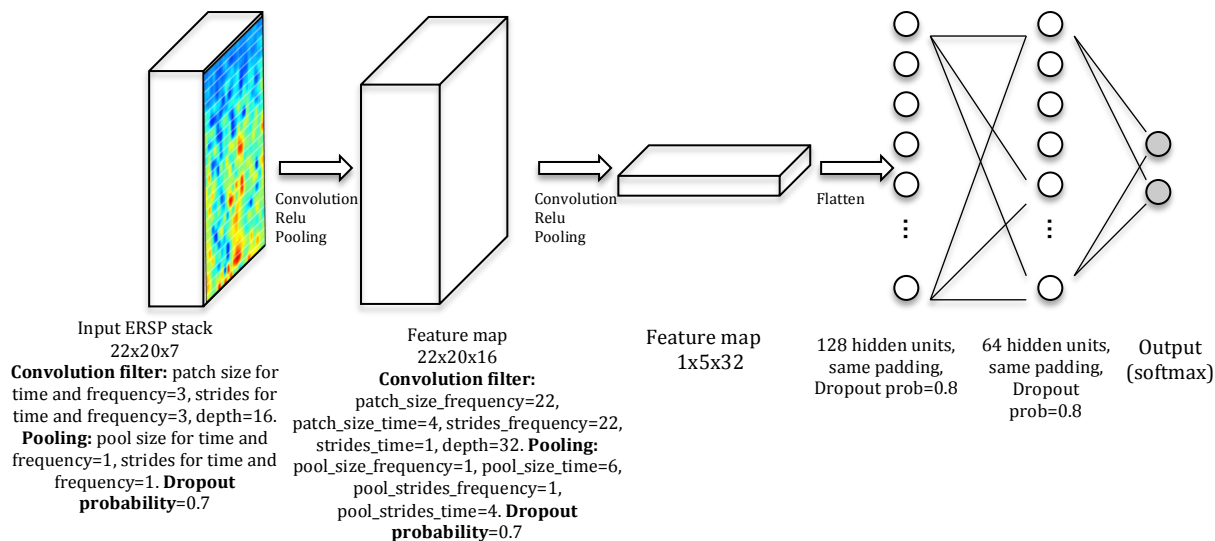 Convolution
Relu
Pooling
Convolution
Relu
Pooling
Flatten
⋮
⋮
Input ERSP stack
22x20x7
Convolution filter: patch size for
time and frequency=3, strides for
time and frequency=3, depth=16.
Pooling: pool size for time and
frequency=1, strides for time and
frequency=1. Dropout
probability=0.7
Feature map
22x20x16
Convolution filter:
patch_size_frequency=22,
patch_size_time=4, strides_frequency=22,
strides_time=1, depth=32. Pooling:
pool_size_frequency=1, pool_size_time=6,
pool_strides_frequency=1,
pool_strides_time=4. Dropout
probability=0.7
Feature map
1x5x32
128 hidden units,
same padding,
Dropout prob=0.8
64 hidden units,
same padding,
Dropout
prob=0.8
Output
(softmax)